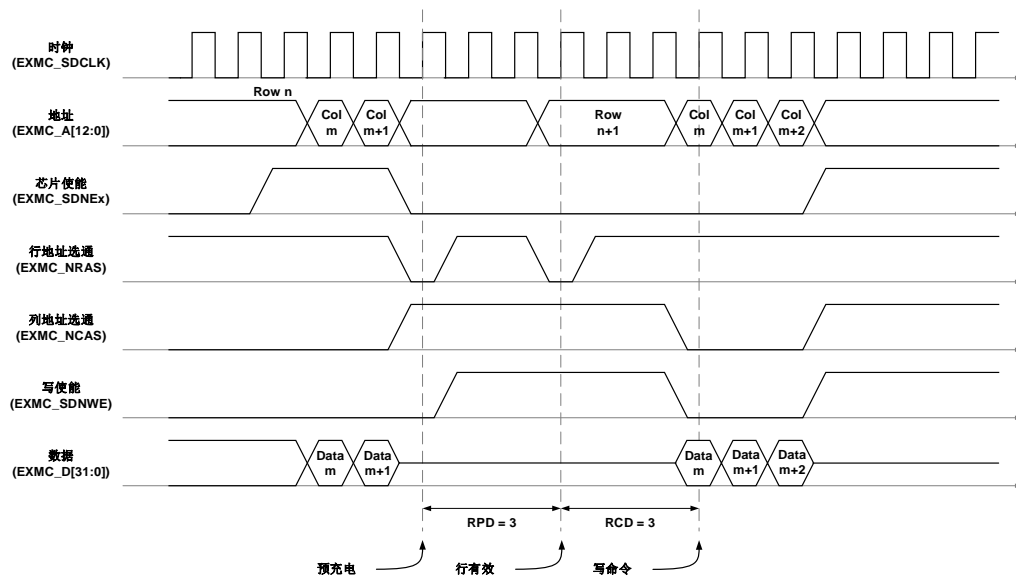 时钟
(EXMC_SDCLK)
Row n
地址
(EXMC_A[12:0])
Col
m
Col
m+1
Row
n+1
Col
m
Col
m+1
Col
m+2
芯片使能
(EXMC_SDNEx)
行地址选通
(EXMC_NRAS)
列地址选通
(EXMC_NCAS)
写使能
(EXMC_SDNWE)
数据
(EXMC_D[31:0])
Data
m
Data
m+1
Data
m
Data
m+1
Data
m+2
RPD = 3
RCD = 3
预充电
行有效
写命令